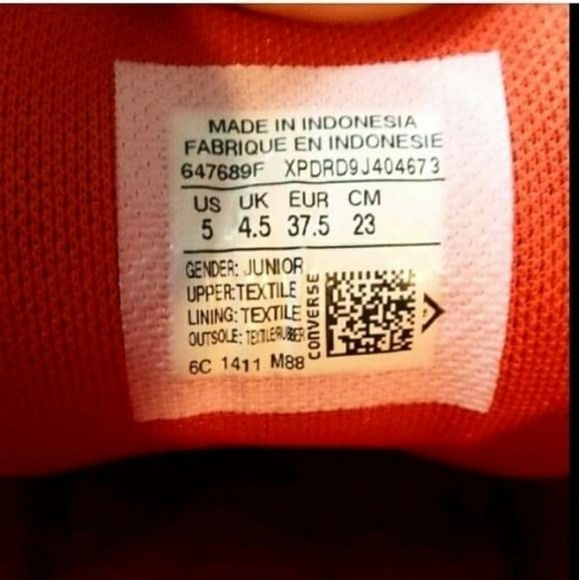 MADE IN INDONESIA
FABRIQUE EN INDONESIE
647689F XPDRD9J404673
US UK EUR CM
5 4.5 37.5 23
GENDER: JUNIOR
UPPER:TEXTILE
LINING: TEXTILE
OUTSOLE: TEXTILE/RUBBER
6C 1411 M88
CONVERSE